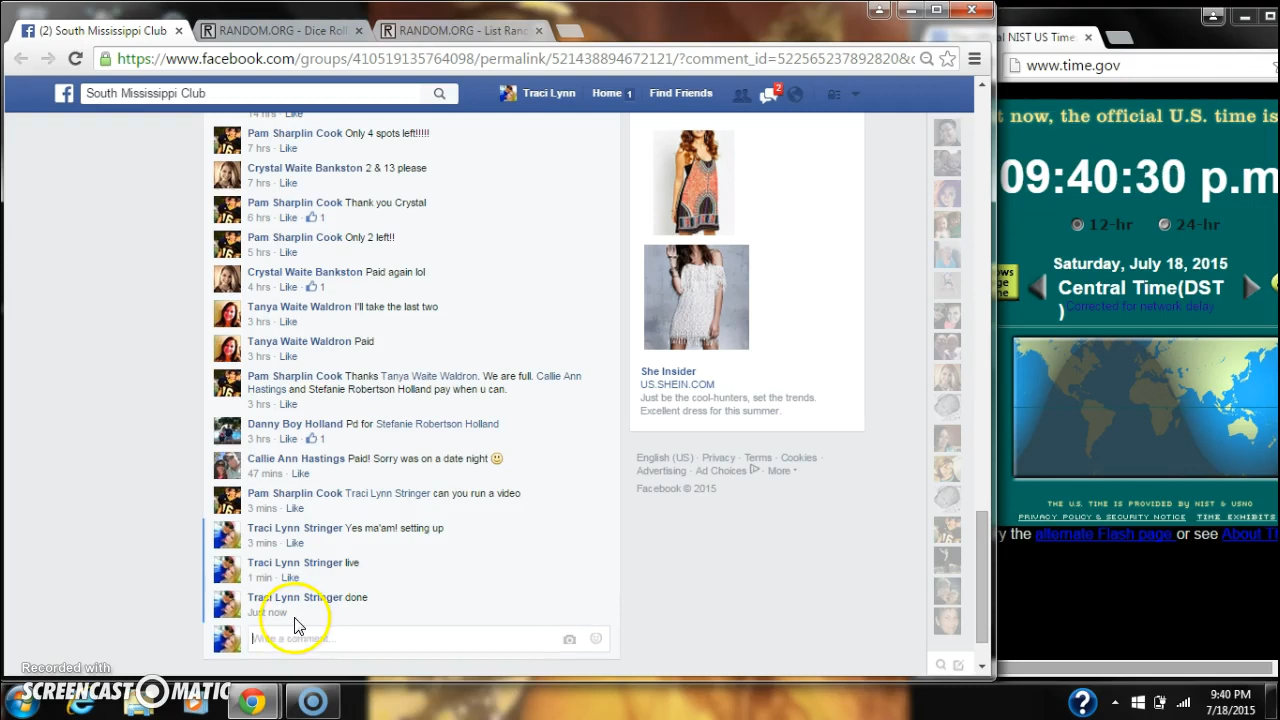 (2) South Mississippi Club
RANDOM.ORG - Dice Roll
RANDOM.ORG - List Rand
al NIST US Time
https://www.facebook.com/groups/410519135764098/permalink/521438894672121/?comment_id=522565237892820&c
www.time.gov
South Mississippi Club
Traci Lynn
Home 1
Find Friends
2
14 hrs · Like
Pam Sharplin Cook Only 4 spots left!!!!!
7 hrs · Like
Crystal Waite Bankston 2 & 13 please
7 hrs · Like
Pam Sharplin Cook Thank you Crystal
6 hrs · Like · 1
Pam Sharplin Cook Only 2 left!!
5 hrs · Like
Crystal Waite Bankston Paid again lol
4 hrs · Like · 1
Tanya Waite Waldron I'll take the last two
3 hrs · Like
Tanya Waite Waldron Paid
3 hrs · Like
Pam Sharplin Cook Thanks Tanya Waite Waldron. We are full. Callie Ann
Hastings and Stefanie Robertson Holland pay when u can.
3 hrs · Like
Danny Boy Holland Pd for Stefanie Robertson Holland
3 hrs · Like · 1
Callie Ann Hastings Paid! Sorry was on a date night
47 mins · Like
Pam Sharplin Cook Traci Lynn Stringer can you run a video
3 mins · Like
Traci Lynn Stringer Yes ma'am! setting up
3 mins · Like
Traci Lynn Stringer live
1 min · Like
Traci Lynn Stringer done
Just now
Write a comment...
She Insider
US.SHEIN.COM
Just be the cool-hunters, set the trends.
Excellent dress for this summer.
English (US) · Privacy · Terms · Cookies ·
Advertising · Ad Choices · More
Facebook © 2015
t now, the official U.S. time is
09:40:30 p.m
12-hr
24-hr
Saturday, July 18, 2015
Central Time(DST
)
Corrected for network delay
ows
ge
ne
THE U.S. TIME IS PROVIDED BY NIST & USNO
PRIVACY POLICY & SECURITY NOTICE
TIME EXHIBITS
y the alternate Flash page or see About TI
Recorded with
SCREENCAST-O-MATIC
9:40 PM
7/18/2015